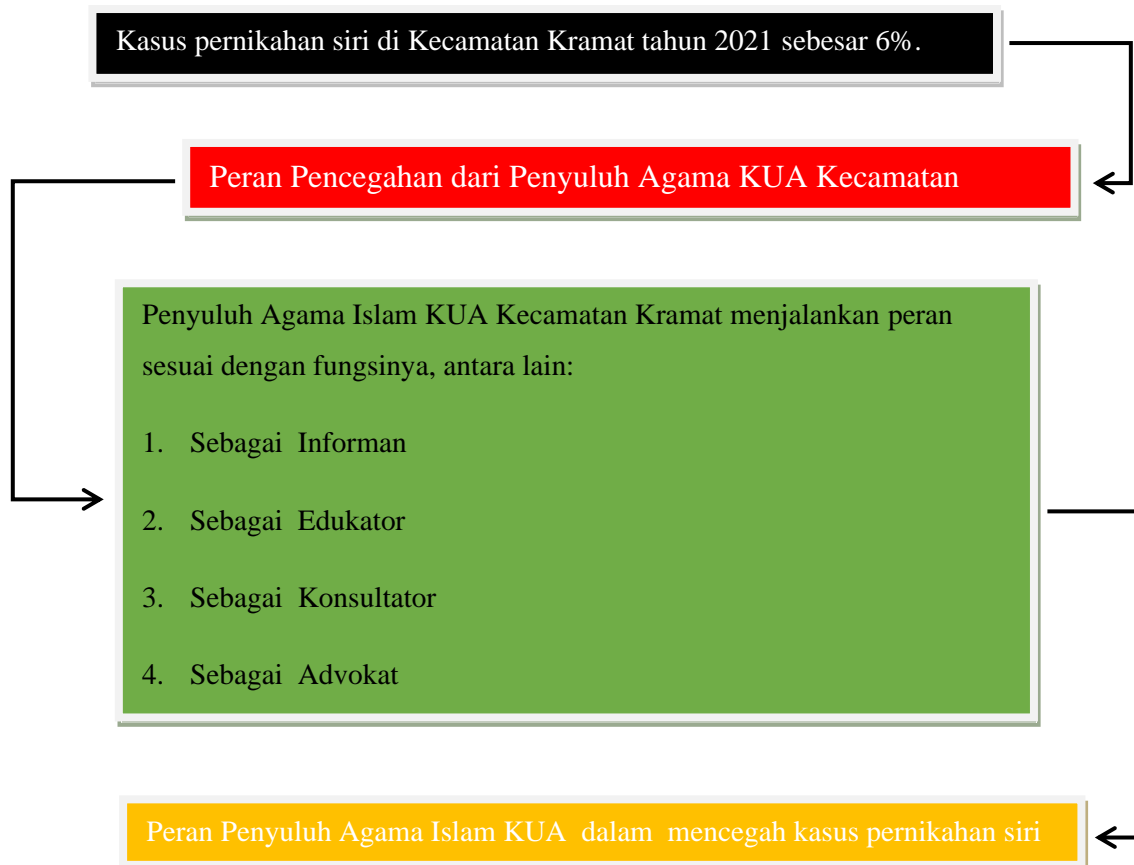 Kasus pernikahan siri di Kecamatan Kramat tahun 2021 sebesar 6%.
Peran Pencegahan dari Penyuluh Agama KUA Kecamatan
Penyuluh Agama Islam KUA Kecamatan Kramat menjalankan peran
sesuai dengan fungsinya, antara lain:
1. Sebagai Informan
2. Sebagai Edukator
3. Sebagai Konsultator
4. Sebagai Advokat
Peran Penyuluh Agama Islam KUA dalam mencegah kasus pernikahan siri